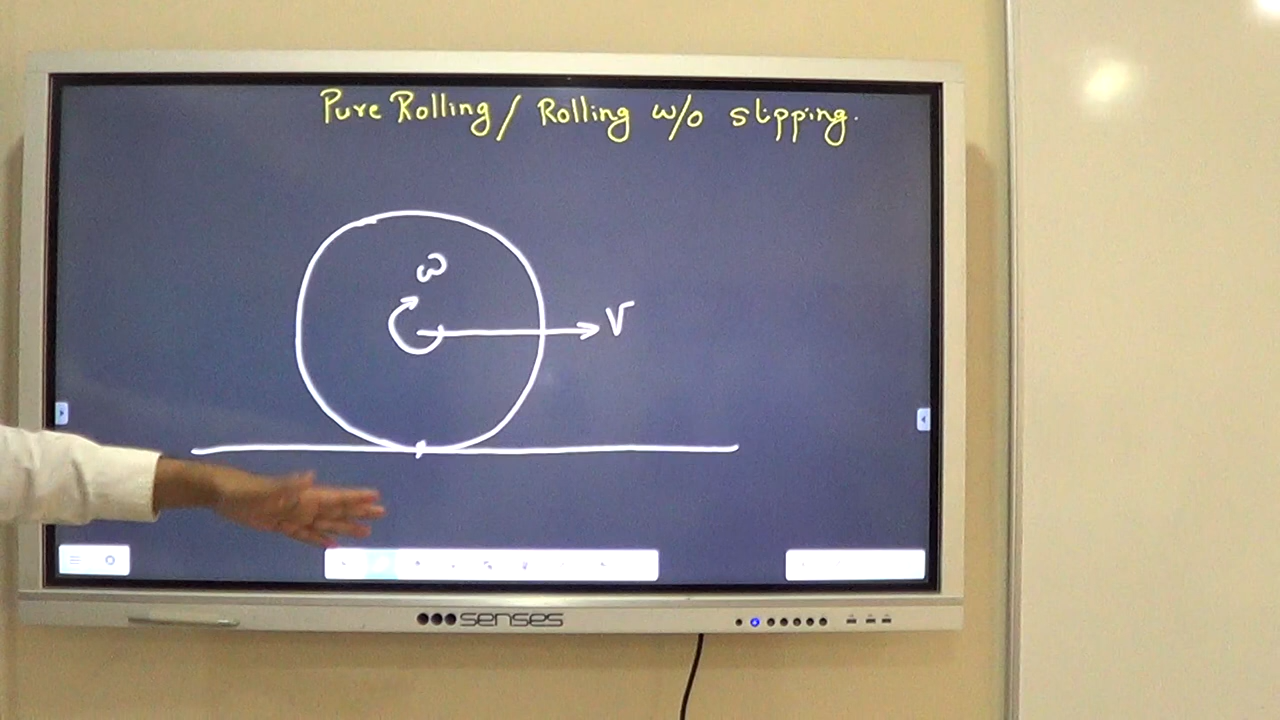 Pure Rolling / Rolling w/o slipping.
ω
V
senses